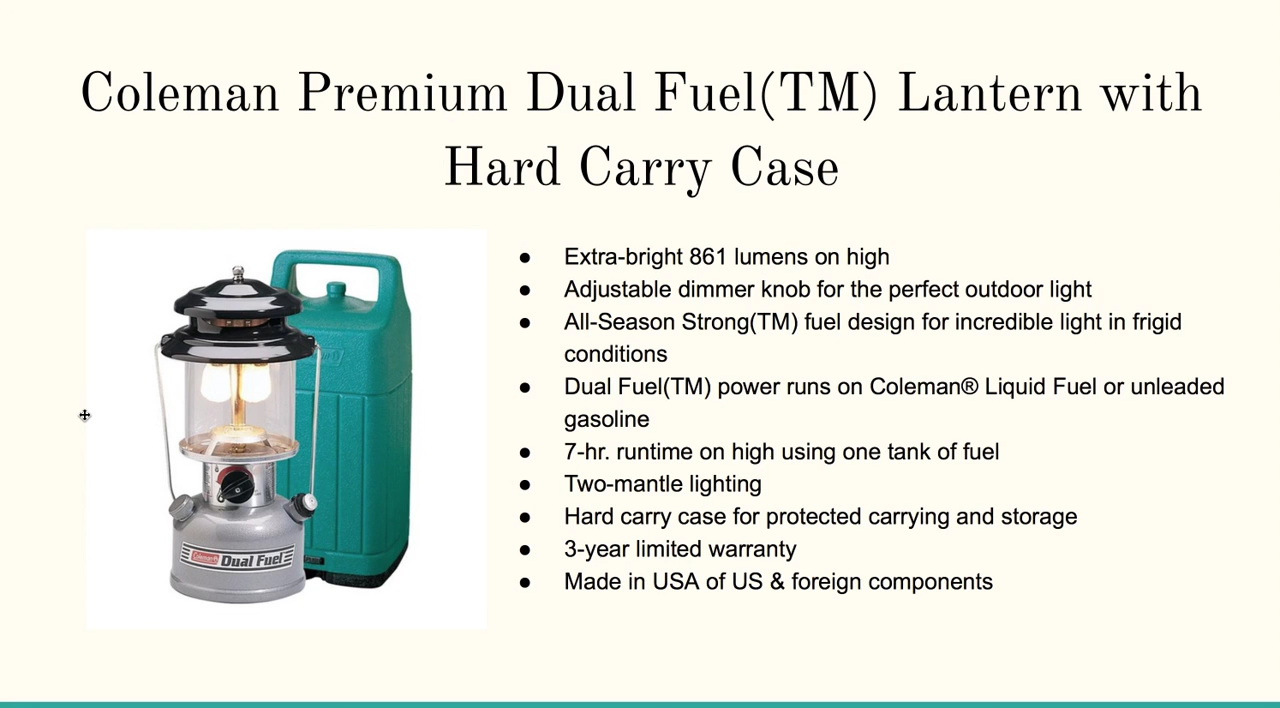 Coleman Premium Dual Fuel(TM) Lantern with
Hard Carry Case
● Extra-bright 861 lumens on high
● Adjustable dimmer knob for the perfect outdoor light
● All-Season Strong(TM) fuel design for incredible light in frigid
conditions
● Dual Fuel(TM) power runs on Coleman® Liquid Fuel or unleaded
gasoline
● 7-hr. runtime on high using one tank of fuel
● Two-mantle lighting
● Hard carry case for protected carrying and storage
● 3-year limited warranty
● Made in USA of US & foreign components
Coleman® Dual Fuel